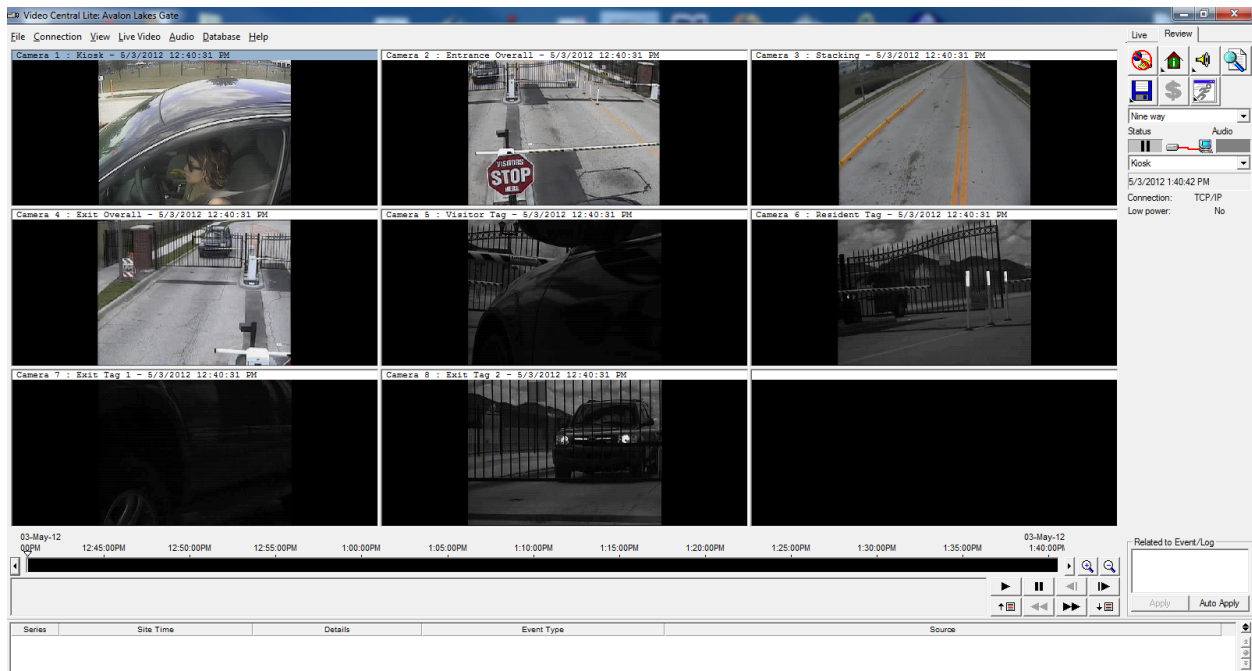 Video Central Lite: Avalon Lakes Gate
File Connection View Live Video Audio Database Help
Live Review
Camera 1 : Kiosk - 5/3/2012 12:40:31 PM
Camera 2 : Entrance Overall - 5/3/2012 12:40:31 PM
Camera 3 : Stacking - 5/3/2012 12:40:31 PM
VISITORS
STOP
HERE
Nine way
Status Audio
Kiosk
5/3/2012 1:40:42 PM
Connection: TCP/IP
Low power: No
Camera 4 : Exit Overall - 5/3/2012 12:40:31 PM
Camera 5 : Visitor Tag - 5/3/2012 12:40:31 PM
Camera 6 : Resident Tag - 5/3/2012 12:40:31 PM
Camera 7 : Exit Tag 1 - 5/3/2012 12:40:31 PM
Camera 8 : Exit Tag 2 - 5/3/2012 12:40:31 PM
03-May-12 03-May-12
00PM 12:45:00PM 12:50:00PM 12:55:00PM 1:00:00PM 1:05:00PM 1:10:00PM 1:15:00PM 1:20:00PM 1:25:00PM 1:30:00PM 1:35:00PM 1:40:00PM
Related to Event/Log
Apply Auto Apply
Series Site Time Details Event Type Source